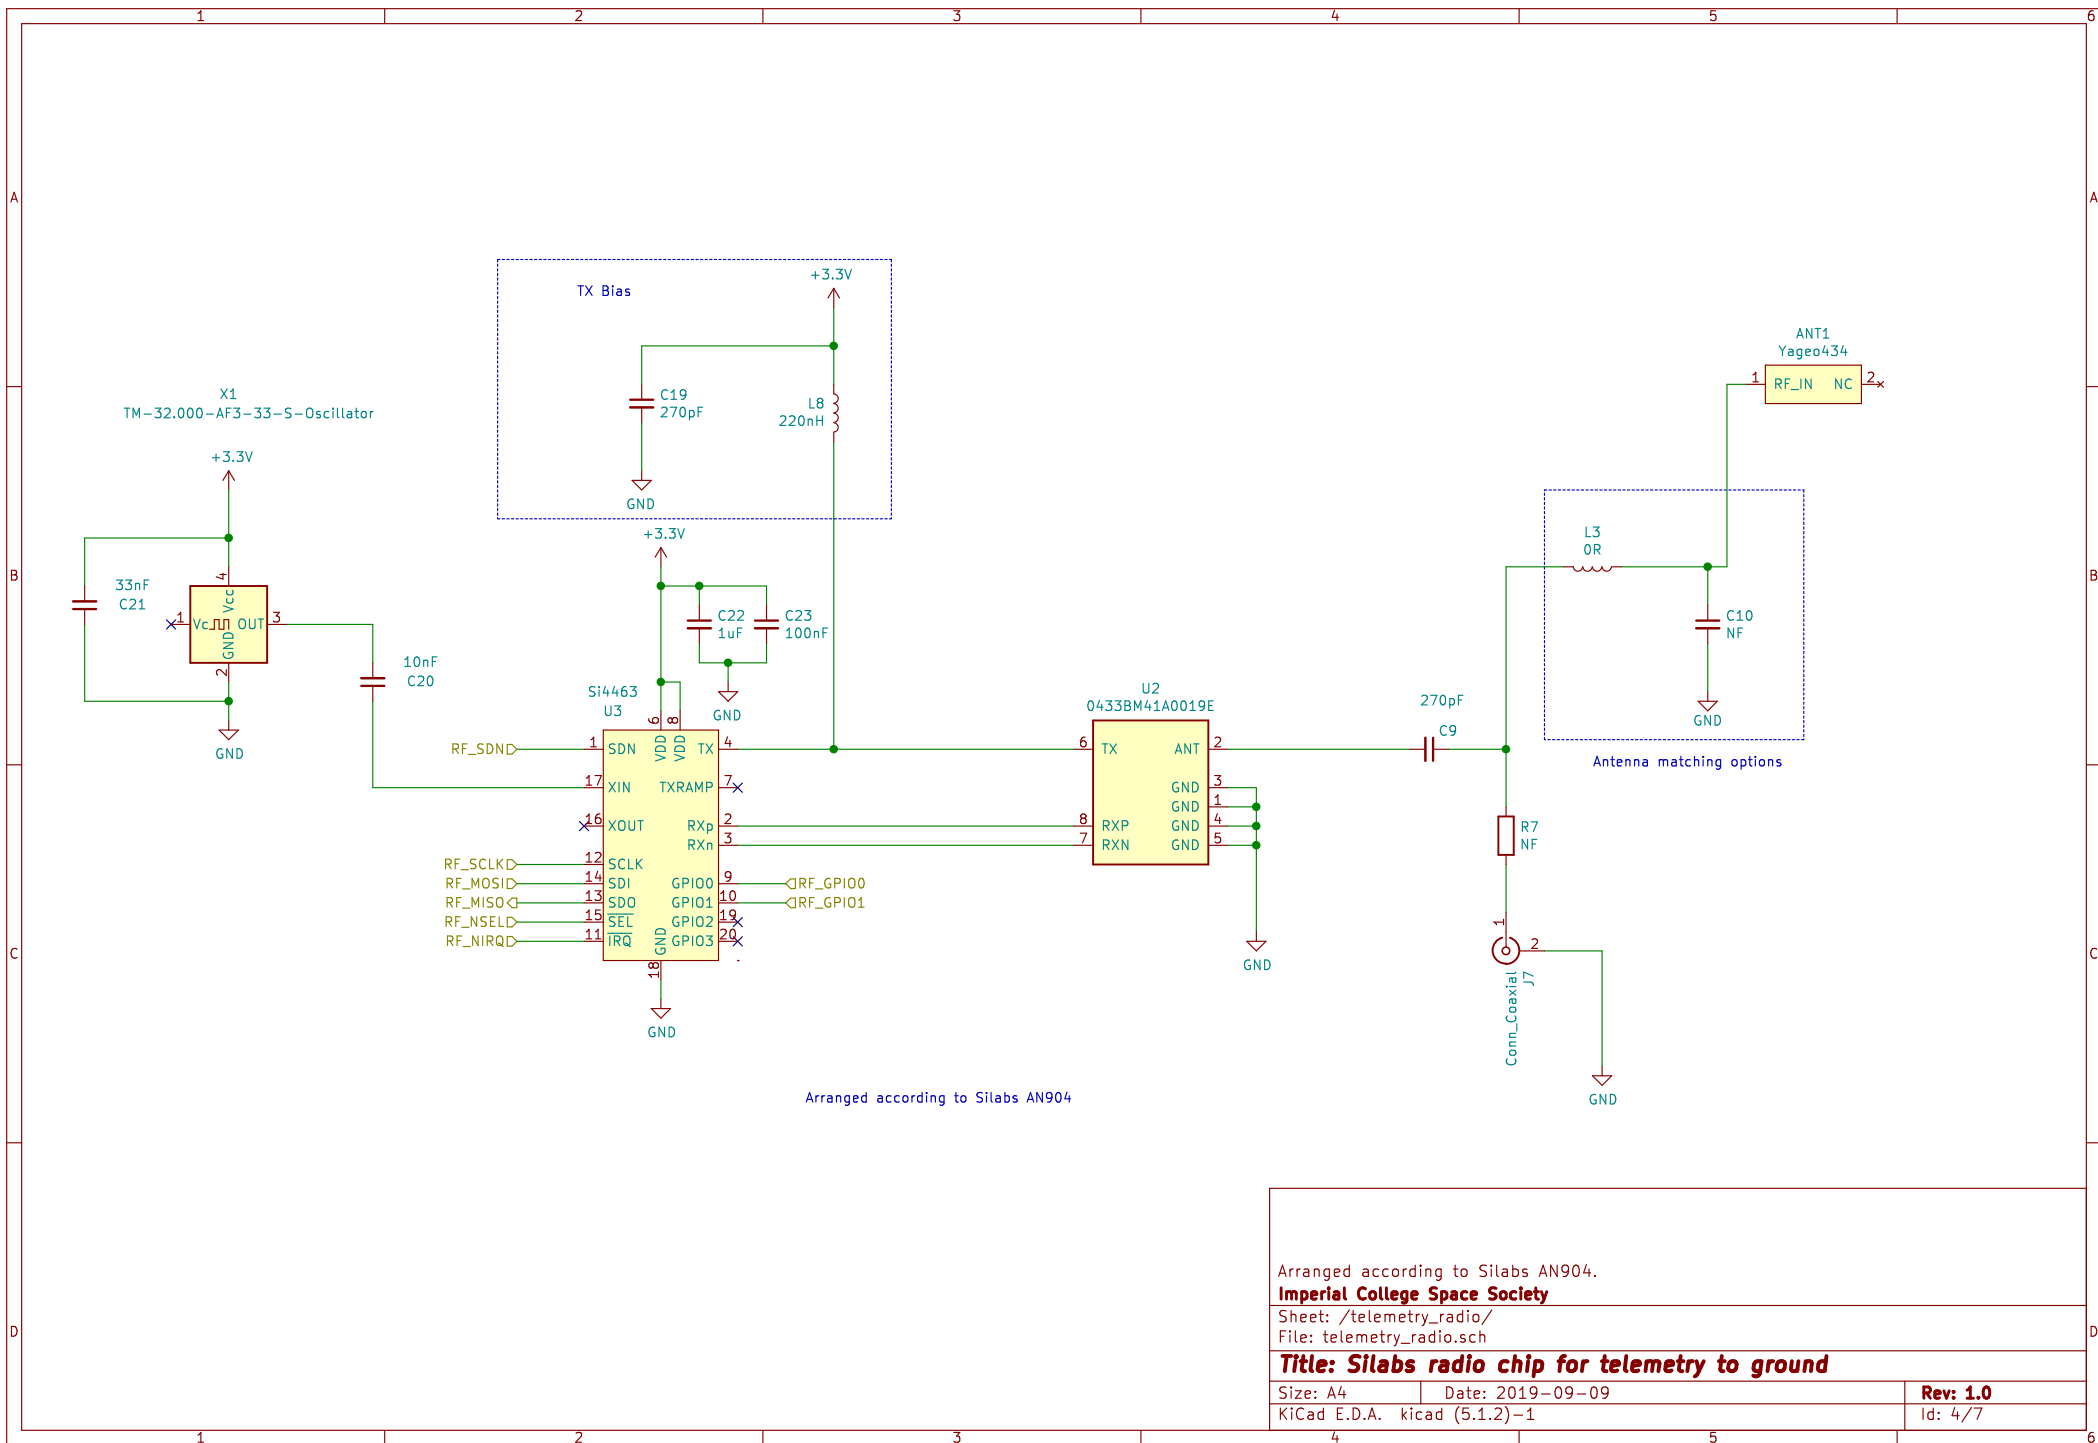 1 2 3 4 5 6
A A
+3.3V
TX Bias
ANT1
Yageo434
1 RF_IN NC 2
X1
TM-32.000-AF3-33-S-Oscillator
C19
270pF
L8
220nH
+3.3V
GND
+3.3V
L3
0R
B B
33nF
C21
4
Vcc
1 Vc OUT 3
GND
2
C22
1uF
C23
100nF
C10
NF
10nF
C20
GND
GND
GND
Si4463
U3
U2
0433BM41A0019E
270pF
C9
Antenna matching options
6 8
VDD VDD
RF_SDN 1 SDN TX 4
17 XIN TXRAMP 7
16 XOUT RXp 2
RXn 3
RF_SCLK 12 SCLK
RF_MOSI 14 SDI GPIO0 9 RF_GPIO0
RF_MISO 13 SDO GPIO1 10 RF_GPIO1
RF_NSEL 15 SEL GPIO2 19
RF_NIRQ 11 IRQ GPIO3 20
GND
18
GND
6 TX ANT 2
GND 3
GND 1
8 RXP GND 4
7 RXN GND 5
GND
R7
NF
1
2
J7
Conn_Coaxial
GND
C C
Arranged according to Silabs AN904
D D
Arranged according to Silabs AN904.
Imperial College Space Society
Sheet: /telemetry_radio/
File: telemetry_radio.sch
Title: Silabs radio chip for telemetry to ground
Size: A4 Date: 2019-09-09 Rev: 1.0
KiCad E.D.A. kicad (5.1.2)-1 Id: 4/7
1 2 3 4 5 6